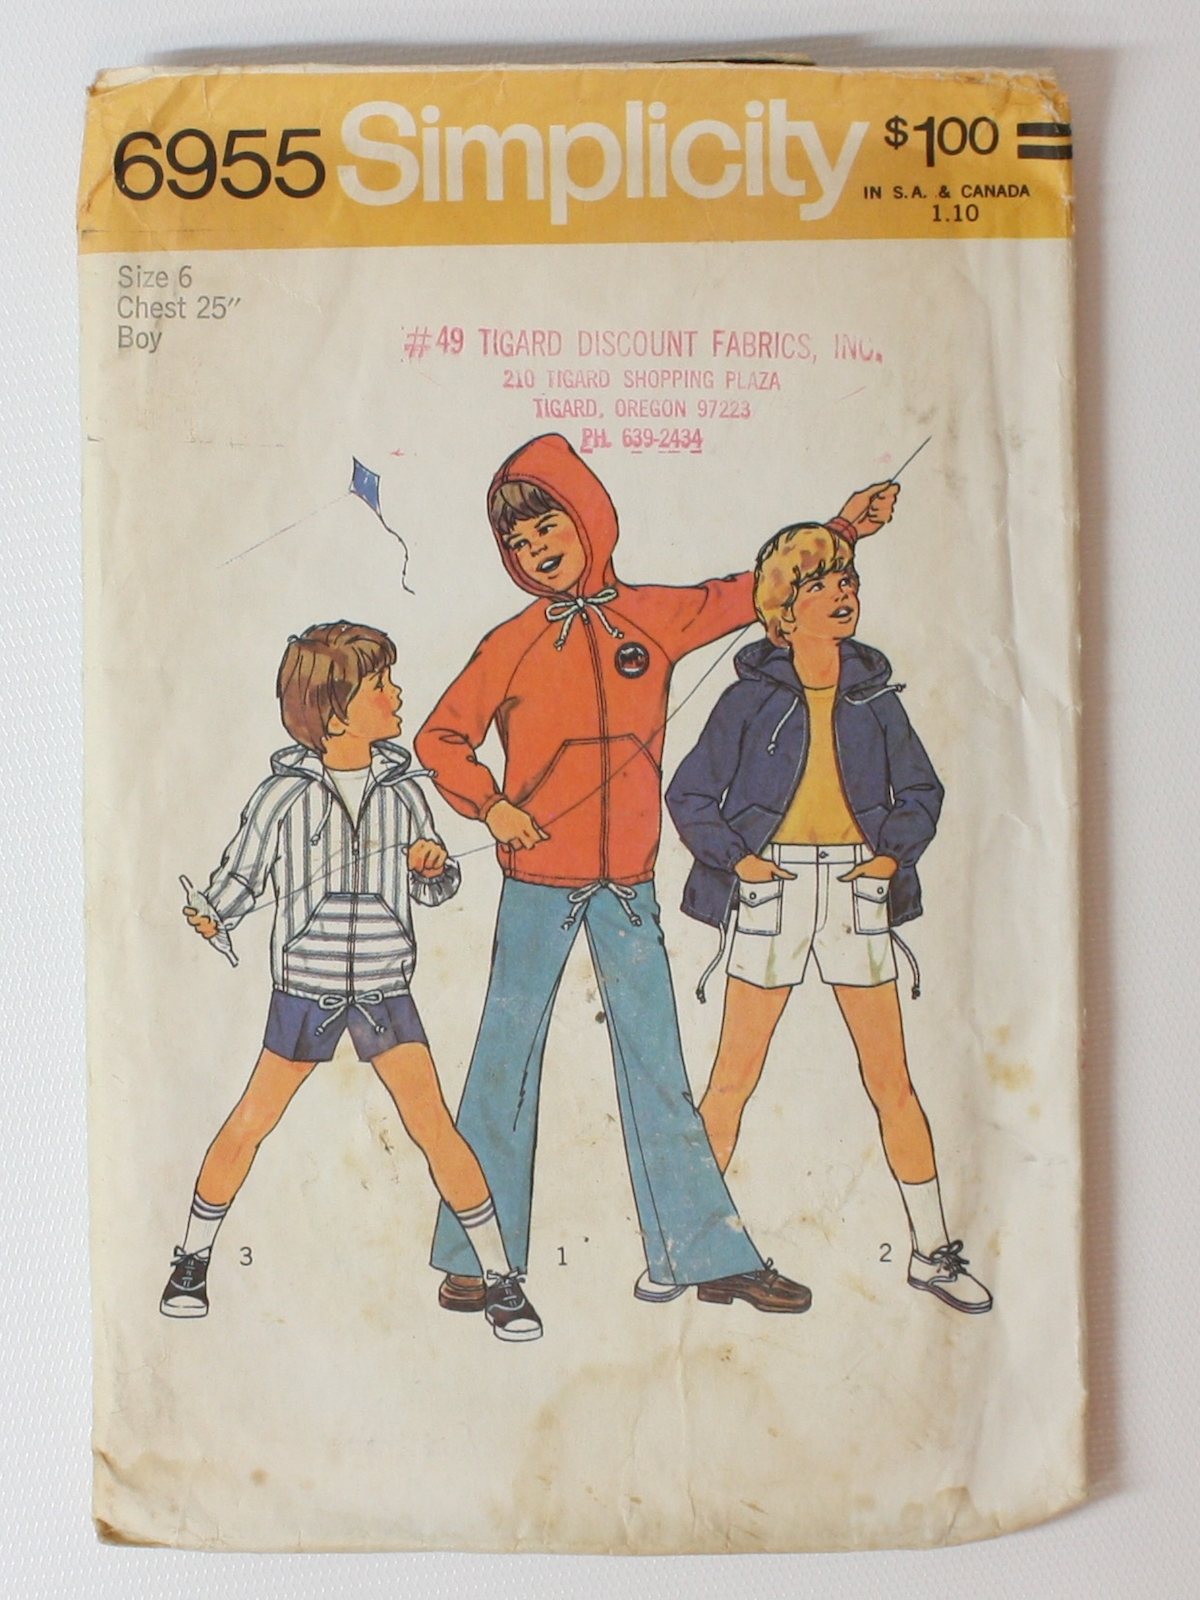 6955 Simplicity $1.00 =
IN S.A. & CANADA
1.10
Size 6
Chest 25"
Boy
#49 TIGARD DISCOUNT FABRICS, INC.
210 TIGARD SHOPPING PLAZA
TIGARD, OREGON 97223
PH. 639-2434
3
1
2